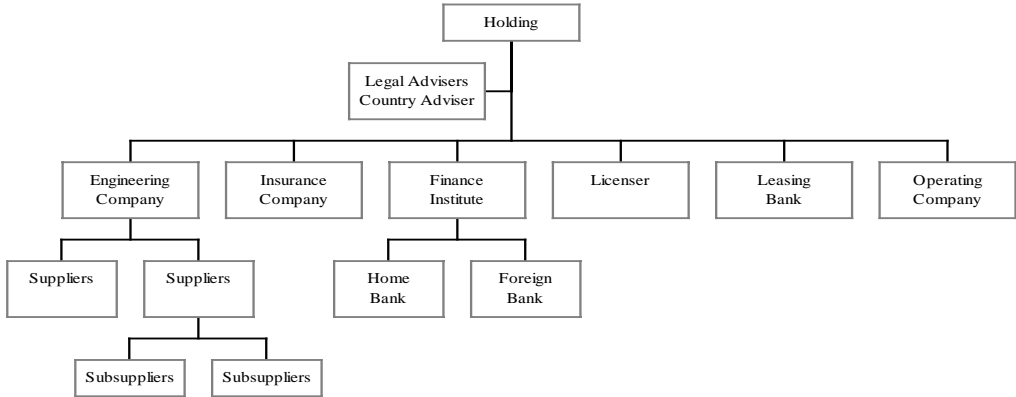 Holding
Legal Advisers
Country Adviser
Engineering
Company
Insurance
Company
Finance
Institute
Licenser
Leasing
Bank
Operating
Company
Suppliers
Suppliers
Home
Bank
Foreign
Bank
Subsuppliers
Subsuppliers